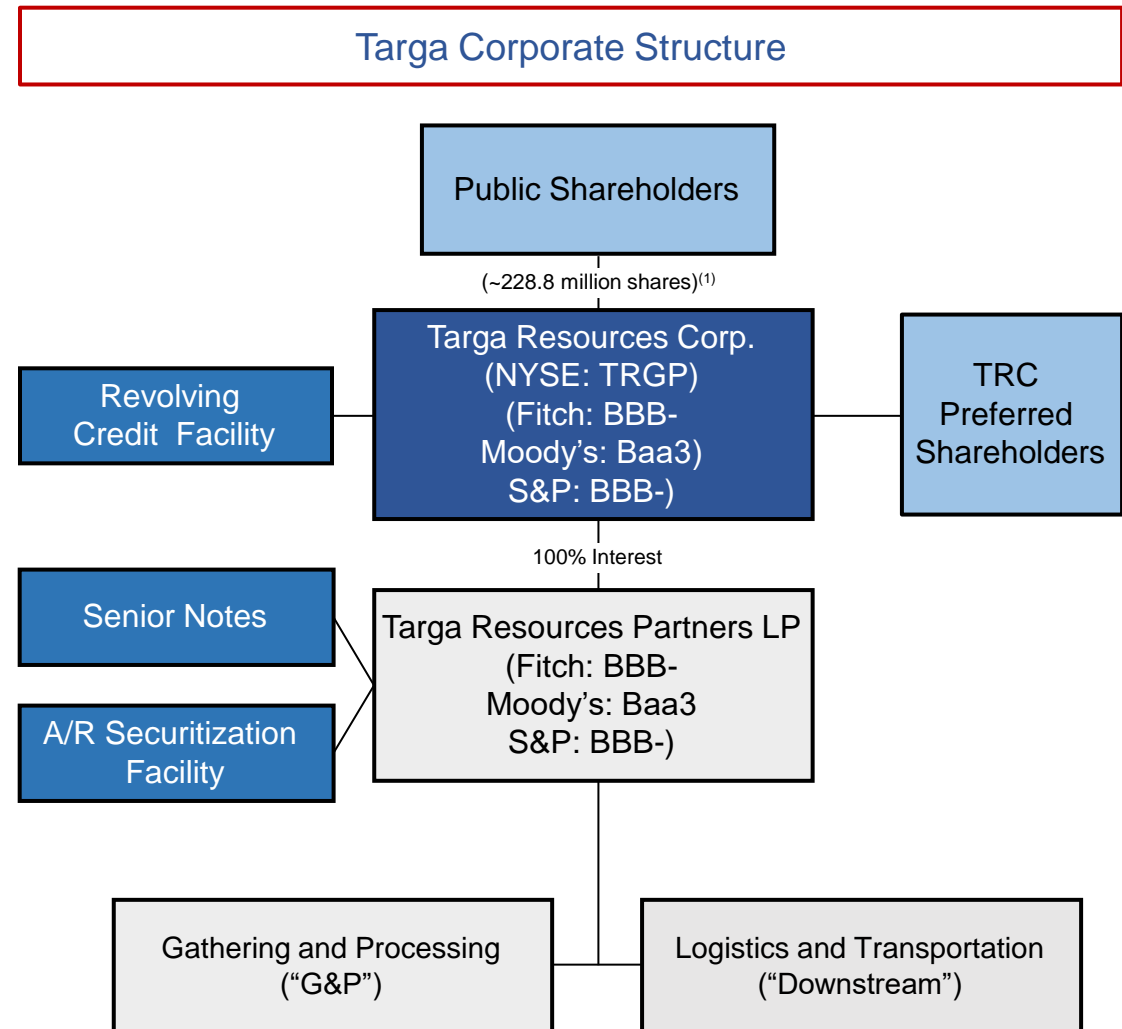 Targa Corporate Structure
Public Shareholders
(~228.8 million shares)(1)
Targa Resources Corp.
(NYSE: TRGP)
(Fitch: BBB-
Moody’s: Baa3)
S&P: BBB-)
Revolving
Credit Facility
TRC
Preferred
Shareholders
100% Interest
Senior Notes
A/R Securitization
Facility
Targa Resources Partners LP
(Fitch: BBB-
Moody’s: Baa3
S&P: BBB-)
Gathering and Processing
(“G&P”)
Logistics and Transportation
(“Downstream”)